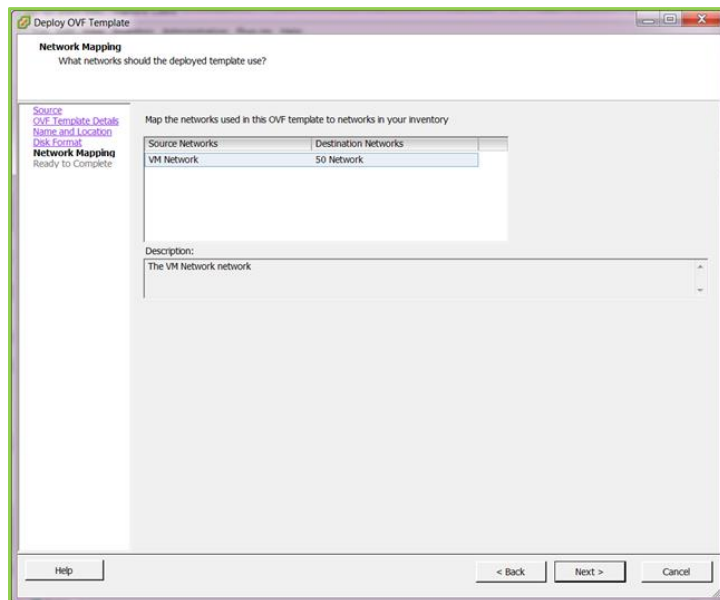 Deploy OVF Template
Network Mapping
What networks should the deployed template use?
Source
OVF Template Details
Name and Location
Disk Format
Network Mapping
Ready to Complete
Map the networks used in this OVF template to networks in your inventory
Source Networks Destination Networks
VM Network 50 Network
Description:
The VM Network network
Help < Back Next > Cancel